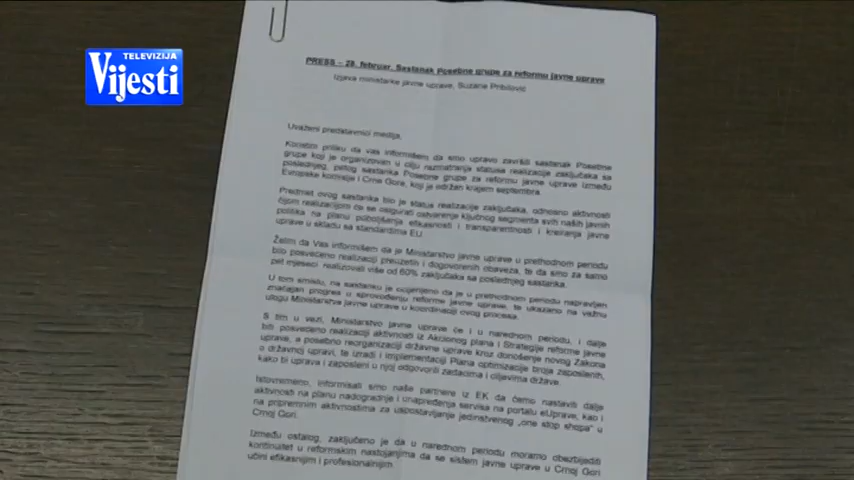 TELEVIZIJA
Vijesti
PRESS – 28. februar, Sastanak Posebne grupe za reformu javne uprave
Izjava ministarke javne uprave, Suzane Pribilović
Uvaženi predstavnici medija,
Koristim priliku da vas informišem da smo upravo završili sastanak Posebne
grupe koji je organizovan u cilju razmatranja statusa realizacije zaključaka sa
posljednjeg, petog sastanka Posebne grupe za reformu javne uprave između
Evropske komisije i Crne Gore, koji je održan krajem septembra.
Predmet ovog sastanka bio je status realizacije zaključaka, odnosno aktivnosti
čijom realizacijom će se osigurati ostvarenje ključnog segmenta svih naših javnih
politika na planu poboljšanja efikasnosti i transparentnosti i kreiranja javne
uprave u skladu sa standardima EU.
Želim da Vas informišem da je Ministarstvo javne uprave u prethodnom periodu
bilo posvećeno realizaciji preuzetih i dogovorenih obaveza, te da smo za samo
pet mjeseci realizovali više od 60% zaključaka sa posljednjeg sastanka.
U tom smislu, na sastanku je ocijenjeno da je u prethodnom periodu napravljen
značajan progres u sprovođenju reforme javne uprave, te ukazano na važnu
ulogu Ministarstva javne uprave u koordinaciji ovog procesa.
S tim u vezi, Ministarstvo javne uprave će i u narednom periodu, i dalje
biti posvećeno realizaciji aktivnosti iz Akcionog plana i Strategije reforme javne
uprave, a posebno reorganizaciji državne uprave kroz donošenje novog Zakona
o državnoj upravi, te izradi i implementaciji Plana optimizacije broja zaposlenih,
kako bi uprava i zaposleni u njoj odgovorili zadacima i ciljevima države.
Istovremeno, informisali smo naše partnere iz EK da ćemo nastaviti dalje
aktivnosti na planu nadogradnje i unapređenja servisa na portalu eUprave, kao i
na pripremnim aktivnostima za uspostavljanje jedinstvenog „one stop shopa“ u
Crnoj Gori.
Između ostalog, zaključeno je da u narednom periodu moramo obezbijediti
kontinuitet u reformskim nastojanjima da se sistem javne uprave u Crnoj Gori
učini efikasnijim i profesionalnijim.